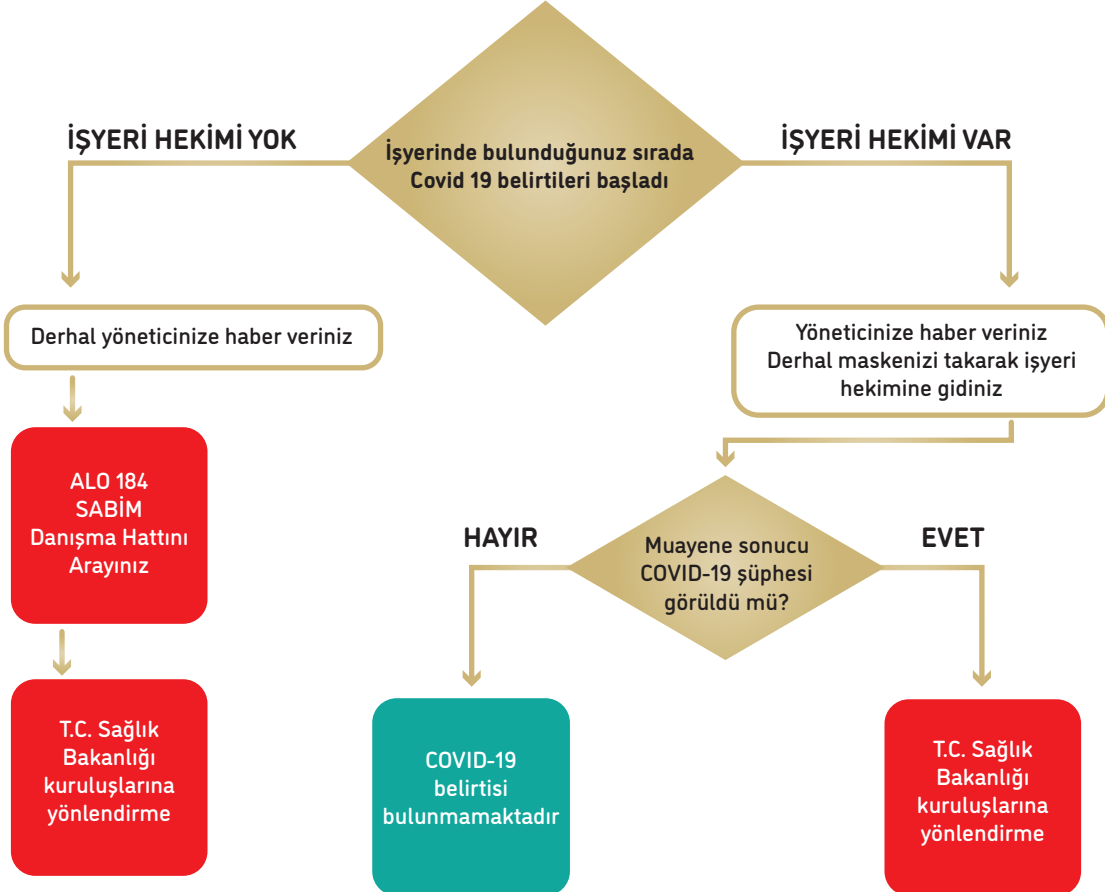 İŞYERİ HEKİMİ YOK
İşyerinde bulunduğunuz sırada
Covid 19 belirtileri başladı
İŞYERİ HEKİMİ VAR
Derhal yöneticinize haber veriniz
Yöneticinize haber veriniz
Derhal maskenizi takarak işyeri
hekimine gidiniz
ALO 184
SABİM
Danışma Hattını
Arayınız
HAYIR
Muayene sonucu
COVID-19 şüphesi
görüldü mü?
EVET
T.C. Sağlık
Bakanlığı
kuruluşlarına
yönlendirme
COVID-19
belirtisi
bulunmamaktadır
T.C. Sağlık
Bakanlığı
kuruluşlarına
yönlendirme